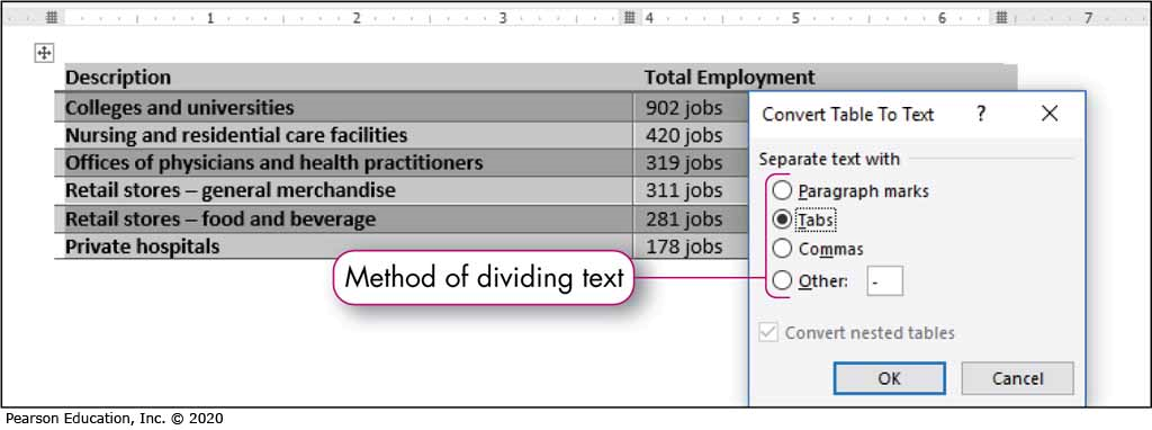 1 2 3 4 5 6 7
Description Total Employment
Colleges and universities 902 jobs
Nursing and residential care facilities 420 jobs
Offices of physicians and health practitioners 319 jobs
Retail stores – general merchandise 311 jobs
Retail stores – food and beverage 281 jobs
Private hospitals 178 jobs
Convert Table To Text ? ×
Separate text with
Paragraph marks
Tabs
Commas
Other: -
Convert nested tables
OK Cancel
Method of dividing text
Pearson Education, Inc. © 2020